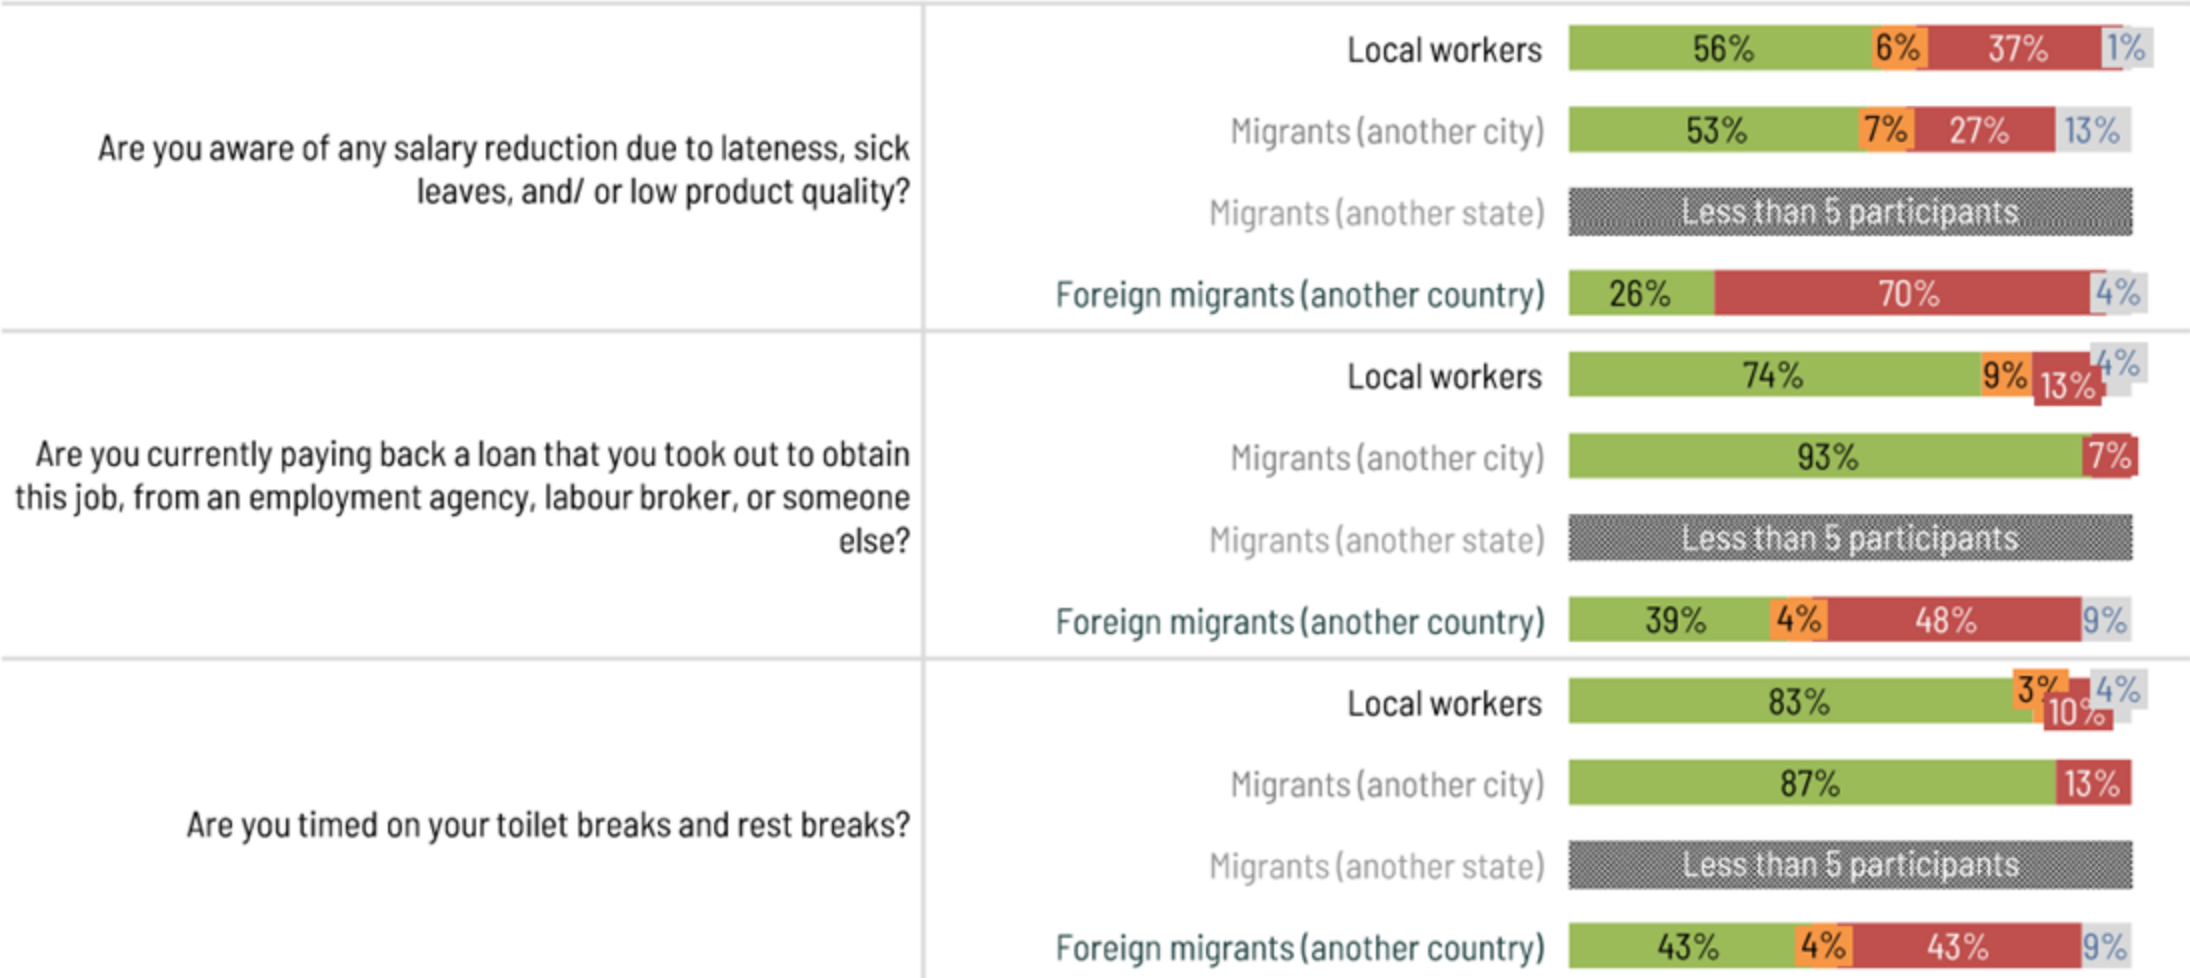 Local workers 56% 6% 37% 1%
Migrants (another city) 53% 7% 27% 13%
Are you aware of any salary reduction due to lateness, sick
leaves, and/ or low product quality?
Migrants (another state) Less than 5 participants
Foreign migrants (another country) 26% 70% 4%
Local workers 74% 9% 13% 4%
Are you currently paying back a loan that you took out to obtain
this job, from an employment agency, labour broker, or someone
else?
Migrants (another city) 93% 7%
Migrants (another state) Less than 5 participants
Foreign migrants (another country) 39% 4% 48% 9%
Local workers 83% 3% 10% 4%
Migrants (another city) 87% 13%
Are you timed on your toilet breaks and rest breaks?
Migrants (another state) Less than 5 participants
Foreign migrants (another country) 43% 4% 43% 9%